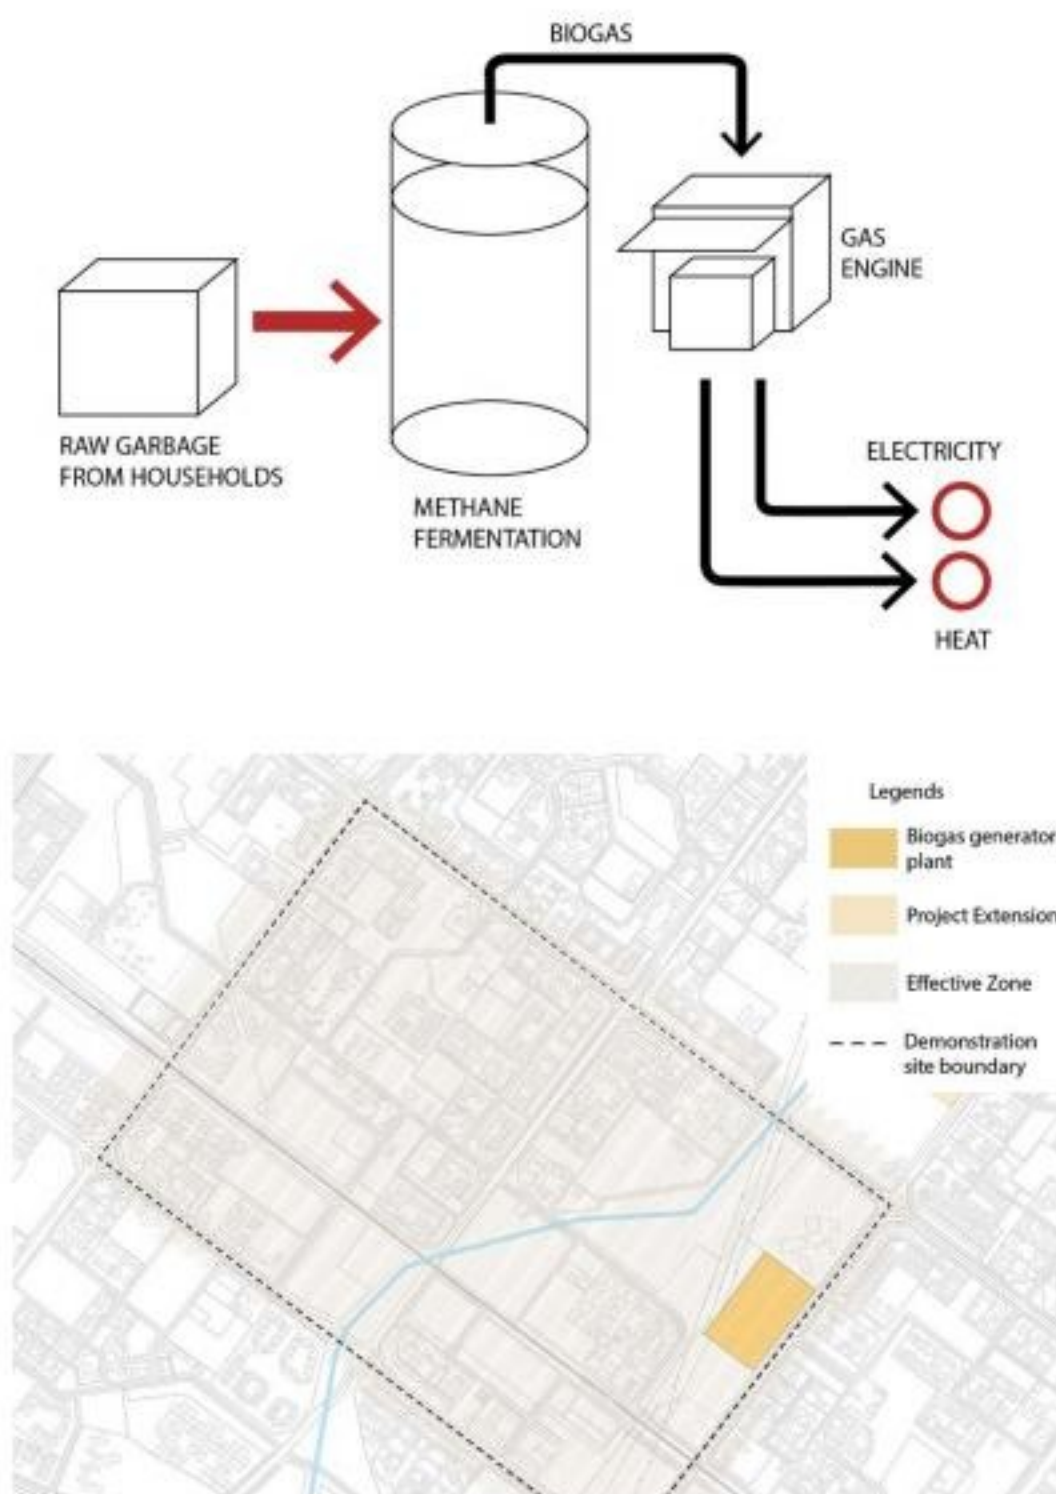 BIOGAS
GAS
ENGINE
RAW GARBAGE
FROM HOUSEHOLDS
METHANE
FERMENTATION
ELECTRICITY
HEAT
Legends
Biogas generator
plant
Project Extension
Effective Zone
Demonstration
site boundary